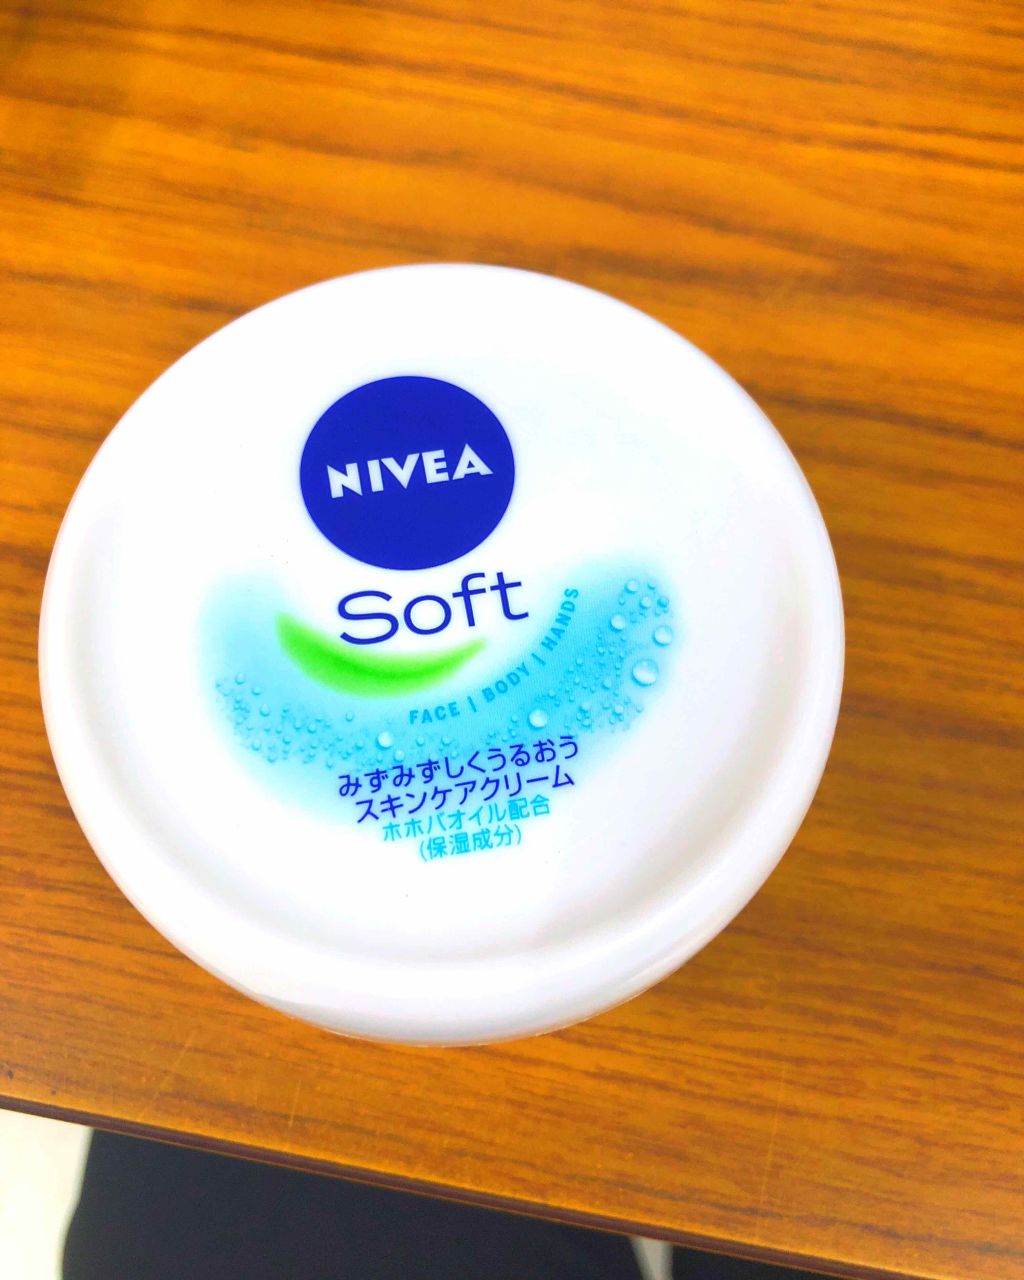 NIVEA
Soft
FACE | BODY | HANDS
みずみずしくうるおう
スキンケアクリーム
ホホバオイル配合
(保湿成分)